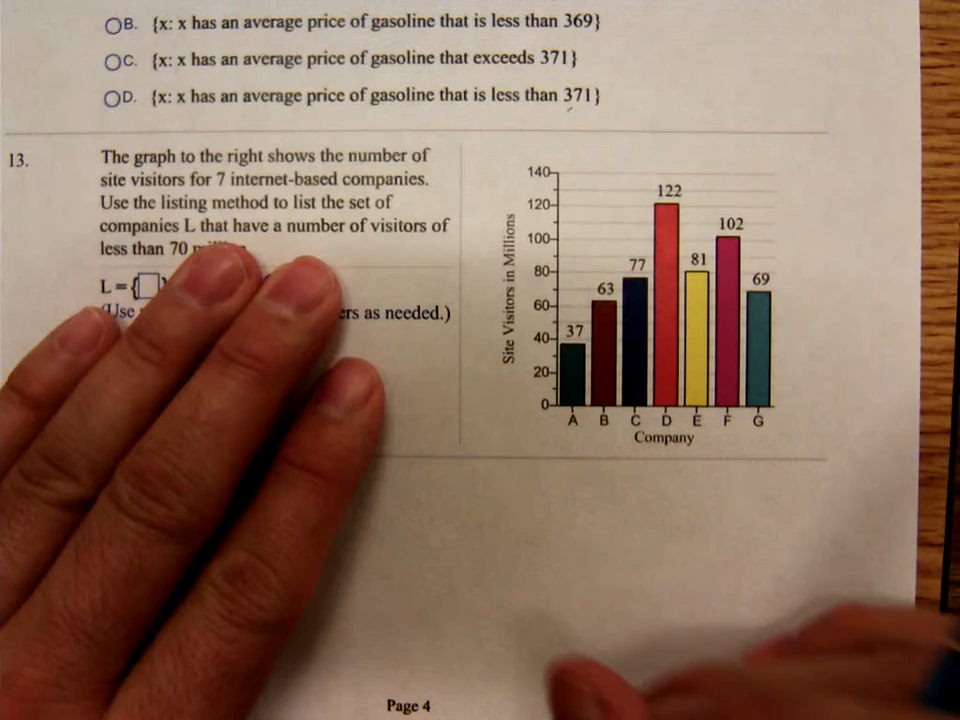 B. {x: x has an average price of gasoline that is less than 369}
C. {x: x has an average price of gasoline that exceeds 371}
D. {x: x has an average price of gasoline that is less than 371}
13.
The graph to the right shows the number of
site visitors for 7 internet-based companies.
Use the listing method to list the set of
companies L that have a number of visitors of
less than 70
L = {
(Use
ers as needed.)
Site Visitors in Millions
140
120
100
80
60
40
20
0
37
63
77
122
81
102
69
A B C D E F G
Company
Page 4